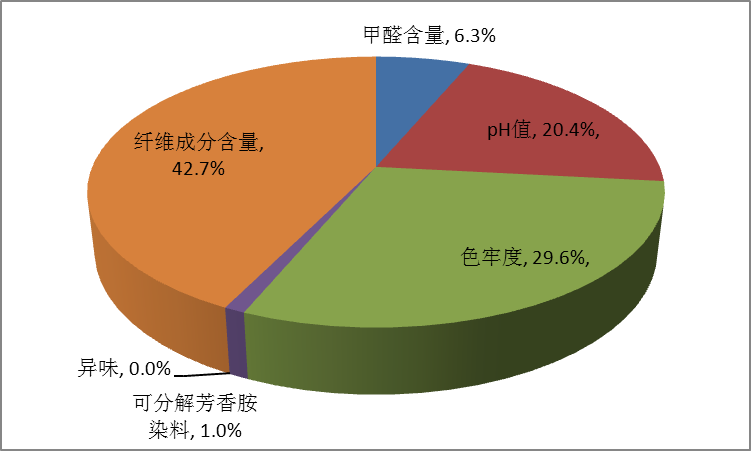 甲醛含量, 6.3%
pH值, 20.4%,
纤维成分含量,
42.7%
色牢度, 29.6%,
异味, 0.0%
可分解芳香胺
染料, 1.0%